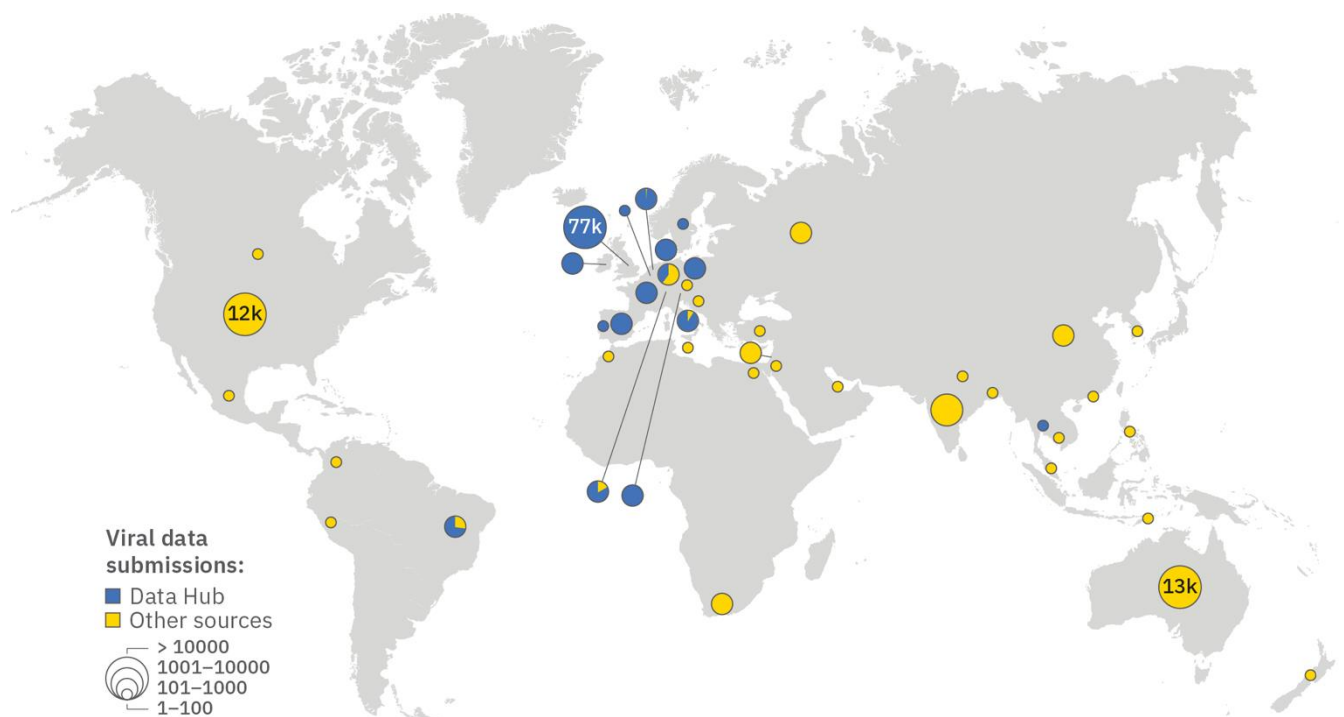 77k
12k
13k
Viral data
submissions:
Data Hub
Other sources
> 10000
1001–10000
101–1000
1–100